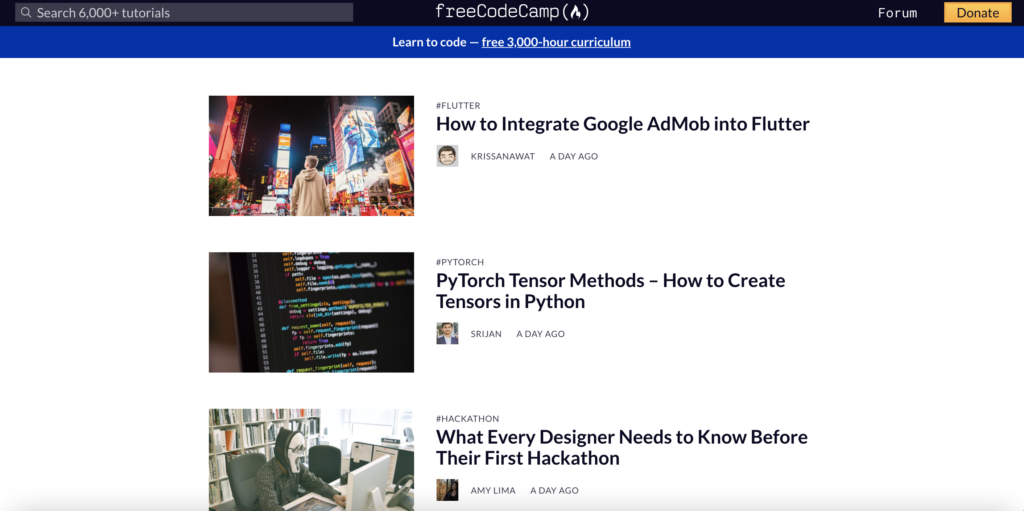 Search 6,000+ tutorials
freeCodeCamp(🔥)
Forum
Donate
Learn to code — free 3,000-hour curriculum
#FLUTTER
How to Integrate Google AdMob into Flutter
KRISSANAWAT
A DAY AGO
#PYTORCH
PyTorch Tensor Methods – How to Create
Tensors in Python
SRIJAN
A DAY AGO
#HACKATHON
What Every Designer Needs to Know Before
Their First Hackathon
AMY LIMA
A DAY AGO